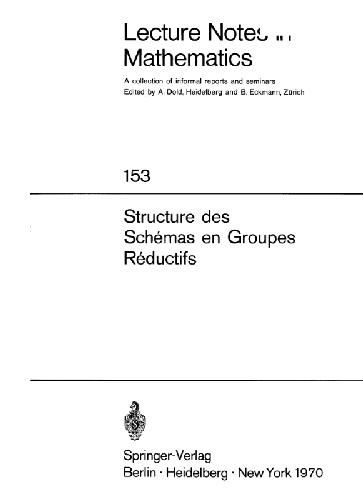 Lecture Notes
Mathematics
A collection of informal reports and seminars
Edited by A. Dold, Heidelberg and B. Eckmann, Zürich
153
Structure des
Schémas en Groupes
Réductifs
Springer-Verlag
Berlin · Heidelberg · New York 1970